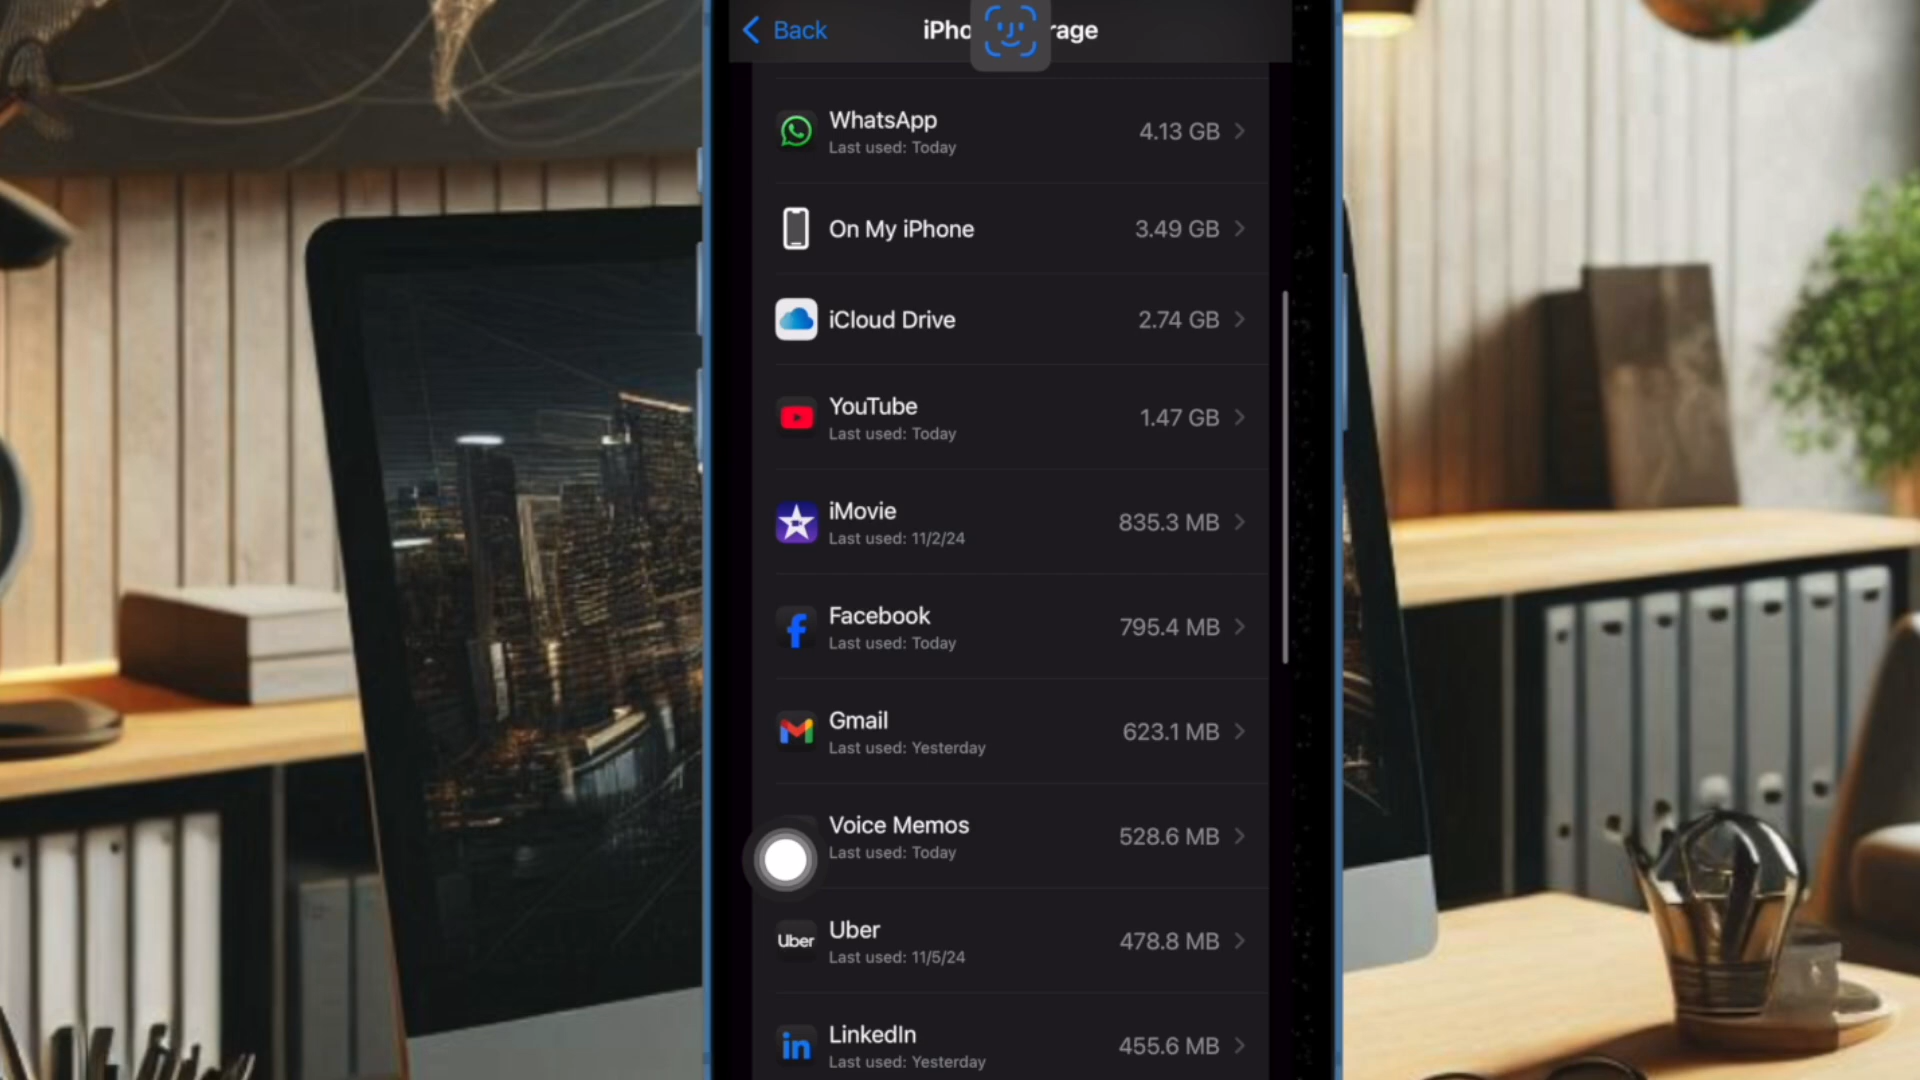 Back
iPho rage
WhatsApp
4.13 GB
Last used: Today
On My iPhone
3.49 GB
iCloud Drive
2.74 GB
YouTube
1.47 GB
Last used: Today
iMovie
835.3 MB
Last used: 11/2/24
Facebook
795.4 MB
Last used: Today
Gmail
623.1 MB
Last used: Yesterday
Voice Memos
528.6 MB
Last used: Today
Uber
Uber
478.8 MB
Last used: 11/5/24
in
LinkedIn
455.6 MB
Last used: Yesterday